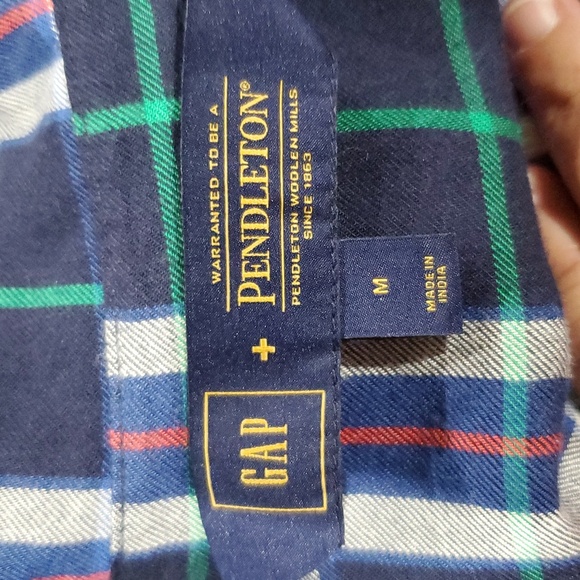 GAP
+
WARRANTED TO BE A
PENDLETON®
PENDLETON WOOLEN MILLS
SINCE 1863
M
MADE IN
INDIA